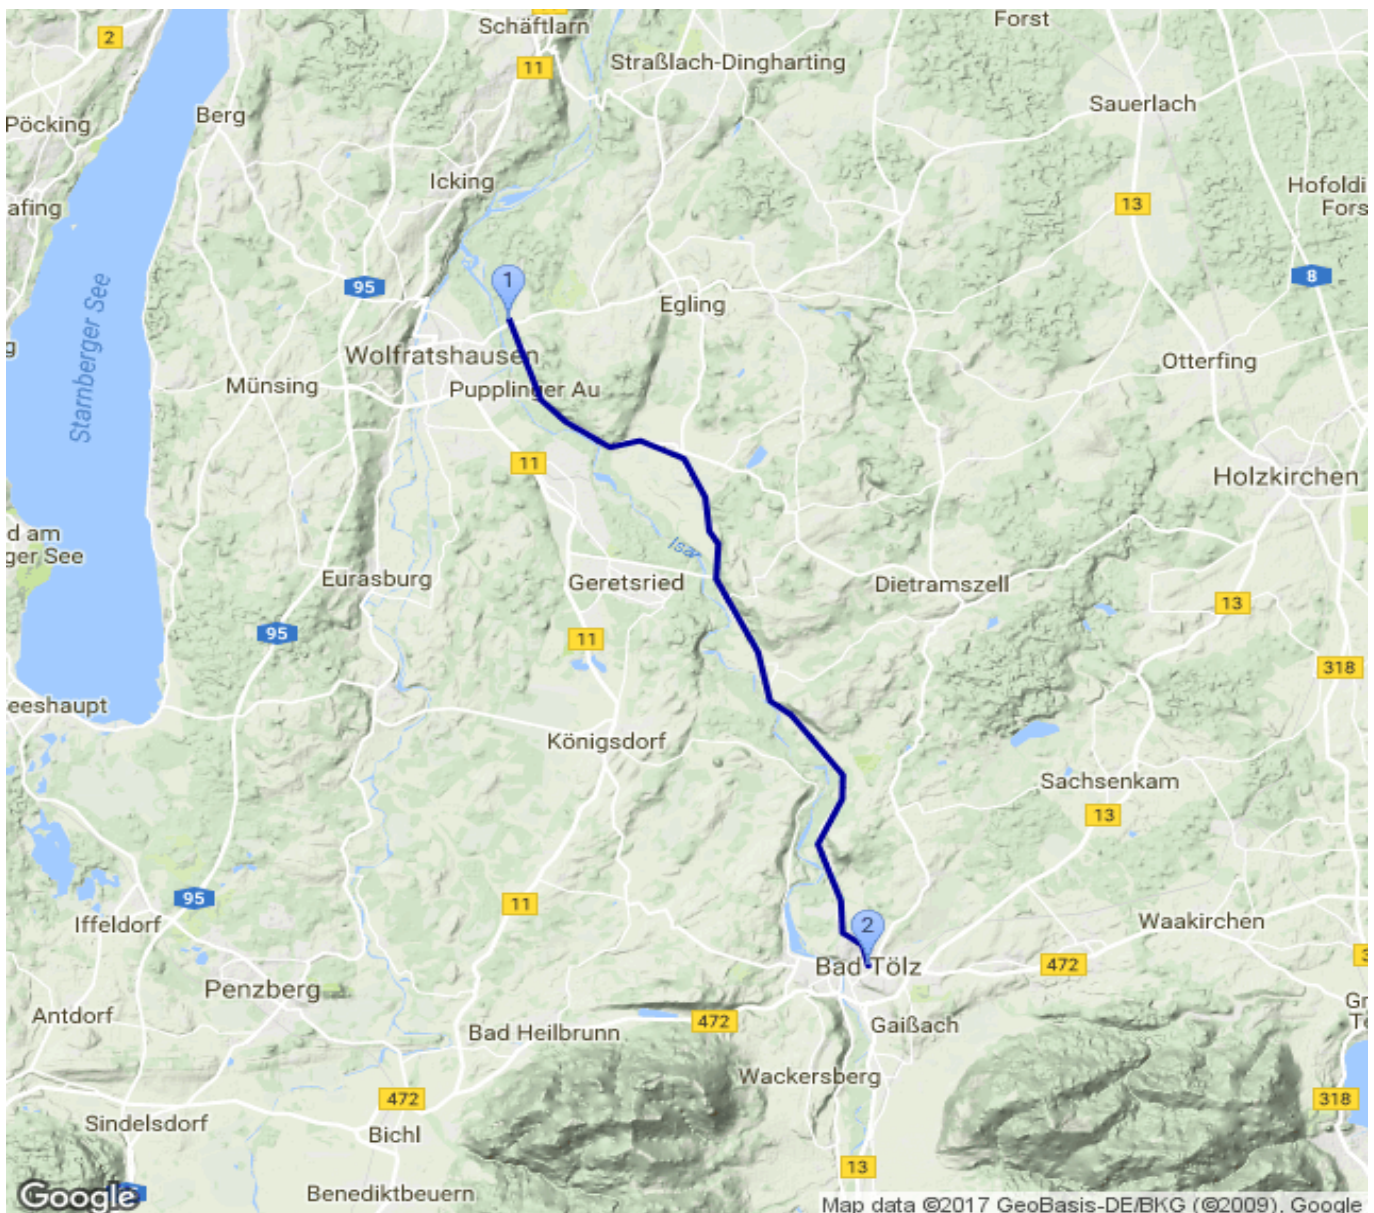 Schäftlarn
Forst
2
11
Straßlach-Dingharting
Sauerlach
Berg
Pöcking
Icking
Hofoldi
Fors
afing
13
95
1
8
Egling
Starnberger See
Wolfratshausen
Otterfing
Münsing
Pupplinger Au
11
Holzkirchen
d am
ger See
Isar
Eurasburg
Geretsried
Dietramszell
13
95
11
318
eeshaupt
Königsdorf
Sachsenkam
13
95
11
Iffeldorf
2
Waakirchen
Bad Tölz
472
Penzberg
Antdorf
Bad Heilbrunn
472
Gaißach
Wackersberg
472
318
Sindelsdorf
Bichl
13
Benediktbeuern
Google
Map data ©2017 GeoBasis-DE/BKG (©2009), Google